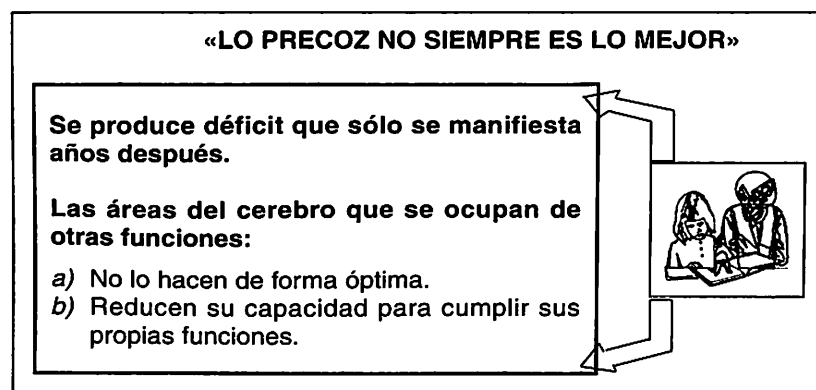 «LO PRECOZ NO SIEMPRE ES LO MEJOR»
Se produce déficit que sólo se manifiesta
años después.
Las áreas del cerebro que se ocupan de
otras funciones:
a) No lo hacen de forma óptima.
b) Reducen su capacidad para cumplir sus
propias funciones.